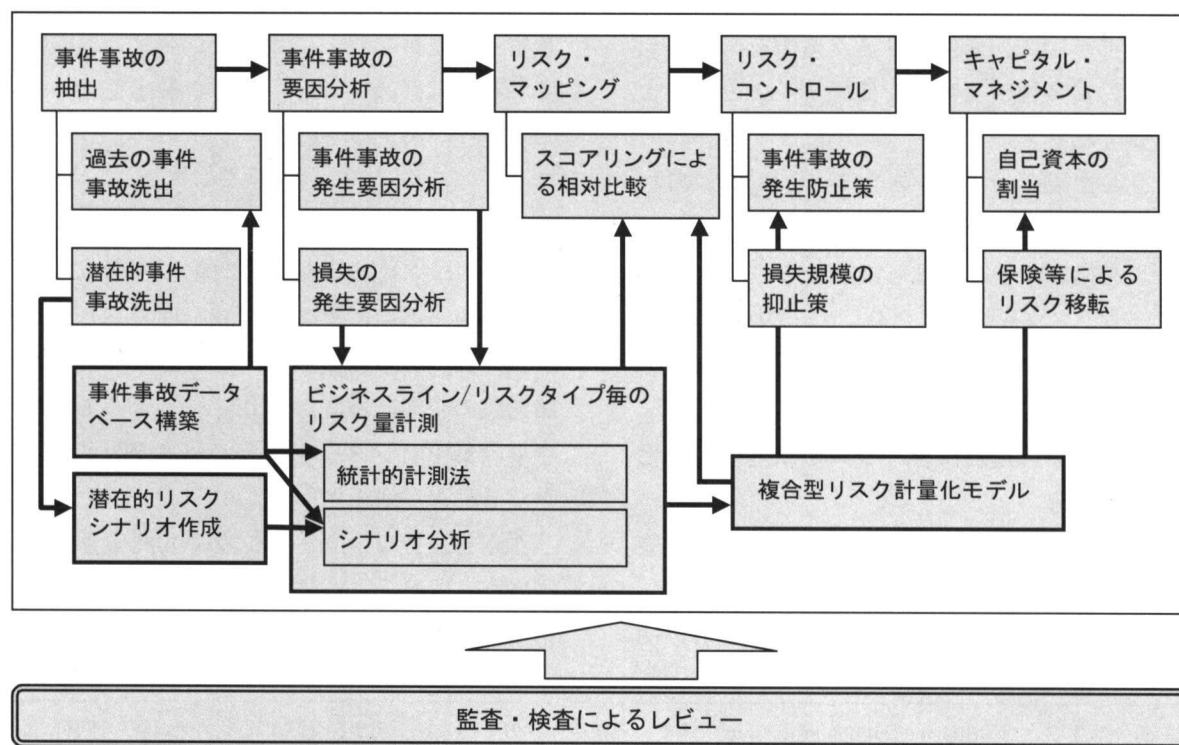 事件事故の
抽出
事件事故の
要因分析
リスク・
マッピング
リスク・
コントロール
キャピタル・
マネジメント
過去の事件
事故洗出
事件事故の
発生要因分析
スコアリングによ
る相対比較
事件事故の
発生防止策
自己資本の
割当
潜在的事件
事故洗出
損失の
発生要因分析
損失規模の
抑止策
保険等による
リスク移転
事件事故データ
ベース構築
ビジネスライン/リスクタイプ毎の
リスク量計測
統計的計測法
複合型リスク計量化モデル
潜在的リスク
シナリオ作成
シナリオ分析
監査・検査によるレビュー